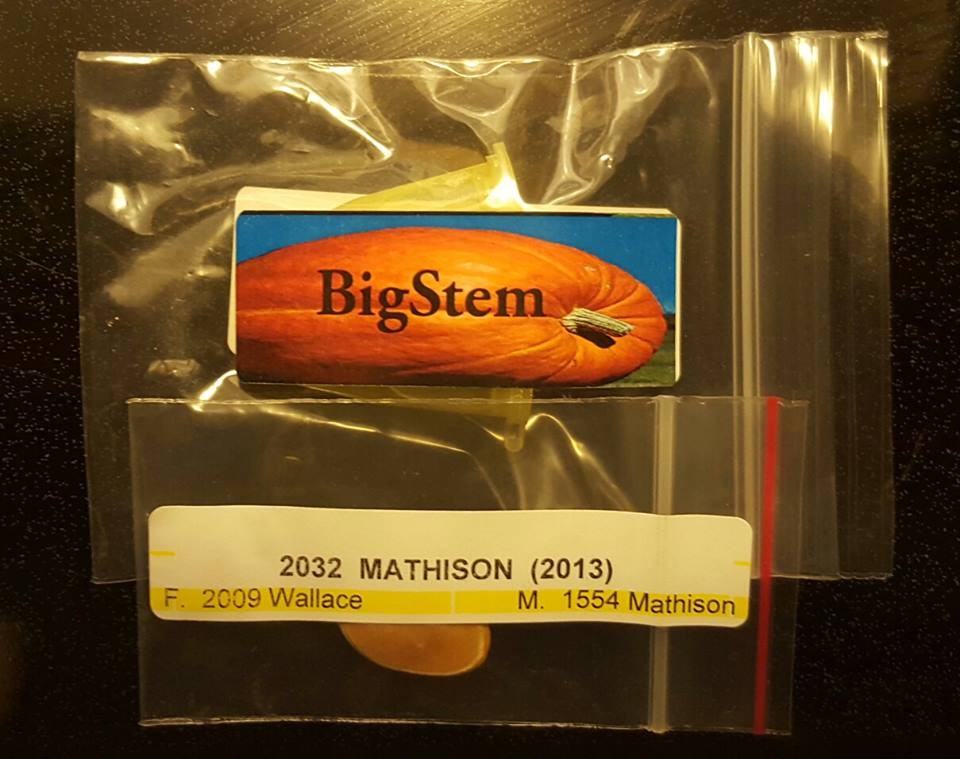 BigStem
2032 MATHISON (2013)
F. 2009 Wallace M. 1554 Mathison